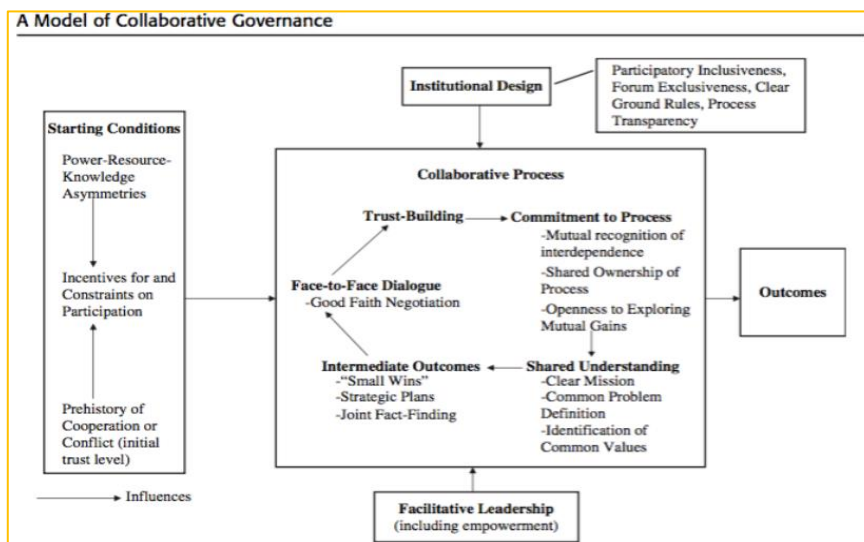 A Model of Collaborative Governance
Institutional Design
Participatory Inclusiveness,
Forum Exclusiveness, Clear
Ground Rules, Process
Transparency
Starting Conditions
Power-Resource-
Knowledge
Asymmetries
Incentives for and
Constraints on
Participation
Prehistory of
Cooperation or
Conflict (initial
trust level)
Influences
Collaborative Process
Trust-Building
Commitment to Process
-Mutual recognition of
interdependence
-Shared Ownership of
Process
-Openness to Exploring
Mutual Gains
Face-to-Face Dialogue
-Good Faith Negotiation
Intermediate Outcomes
-“Small Wins”
-Strategic Plans
-Joint Fact-Finding
Shared Understanding
-Clear Mission
-Common Problem
Definition
-Identification of
Common Values
Outcomes
Facilitative Leadership
(including empowerment)